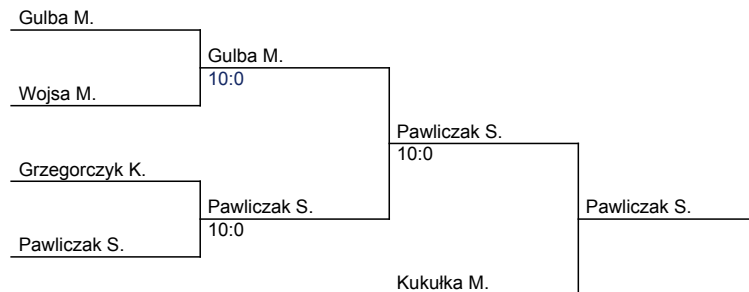 Gulba M.
Gulba M.
10:0
Wojsa M.
Pawliczak S.
10:0
Grzegorczyk K.
Pawliczak S.
Pawliczak S.
10:0
Pawliczak S.
Kukułka M.